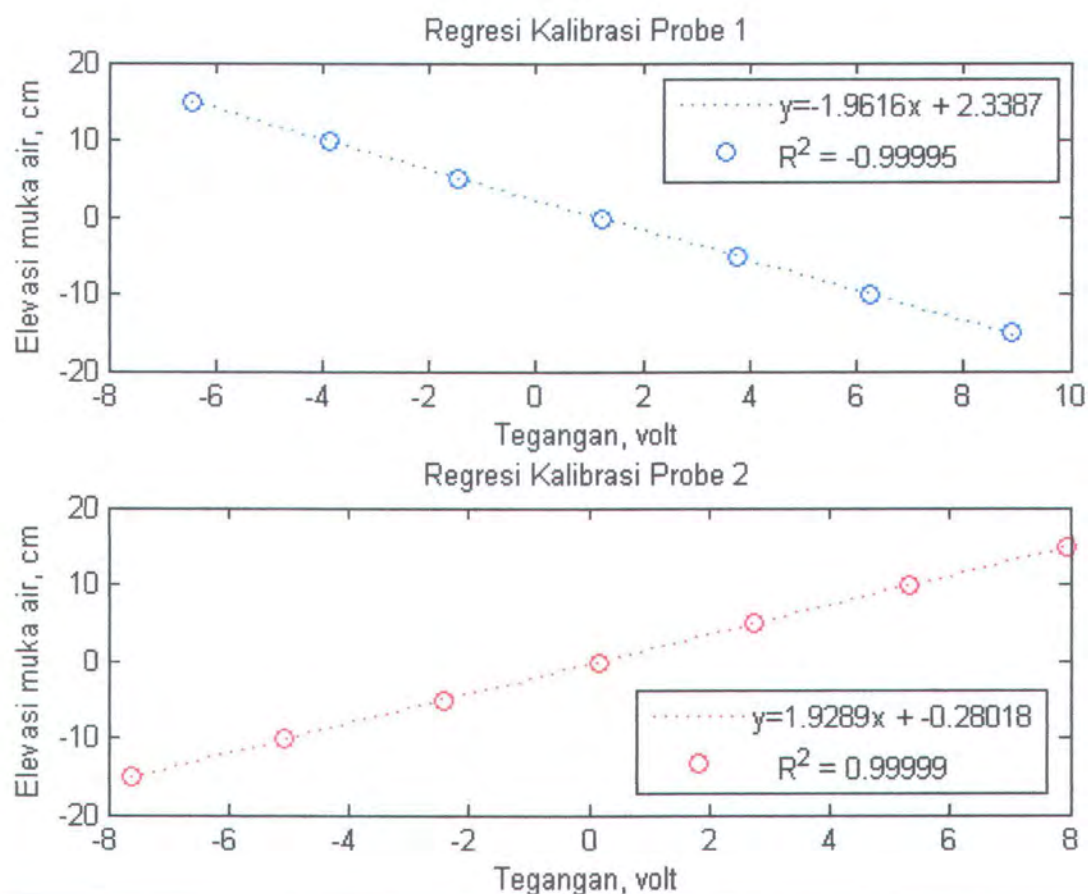 Regresi Kalibrasi Probe 1
Elevasi muka air, cm
20
10
0
-10
-20
y=-1.9616x + 2.3387
R² = -0.99995
-8 -6 -4 -2 0 2 4 6 8 10
Tegangan, volt
Regresi Kalibrasi Probe 2
Elevasi muka air, cm
20
10
0
-10
-20
y=1.9289x + -0.28018
R² = 0.99999
-8 -6 -4 -2 0 2 4 6 8
Tegangan, volt